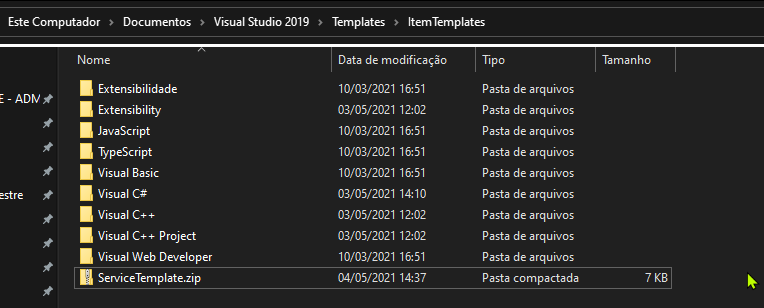 Este Computador > Documentos > Visual Studio 2019 > Templates > ItemTemplates
Nome Data de modificação Tipo Tamanho
Extensibilidade 10/03/2021 16:51 Pasta de arquivos
E - ADM Extensibility 03/05/2021 12:02 Pasta de arquivos
JavaScript 10/03/2021 16:51 Pasta de arquivos
TypeScript 10/03/2021 16:51 Pasta de arquivos
Visual Basic 10/03/2021 16:51 Pasta de arquivos
estre Visual C# 03/05/2021 14:10 Pasta de arquivos
Visual C++ 03/05/2021 12:02 Pasta de arquivos
Visual C++ Project 03/05/2021 12:02 Pasta de arquivos
Visual Web Developer 10/03/2021 16:51 Pasta de arquivos
ServiceTemplate.zip 04/05/2021 14:37 Pasta compactada 7 KB